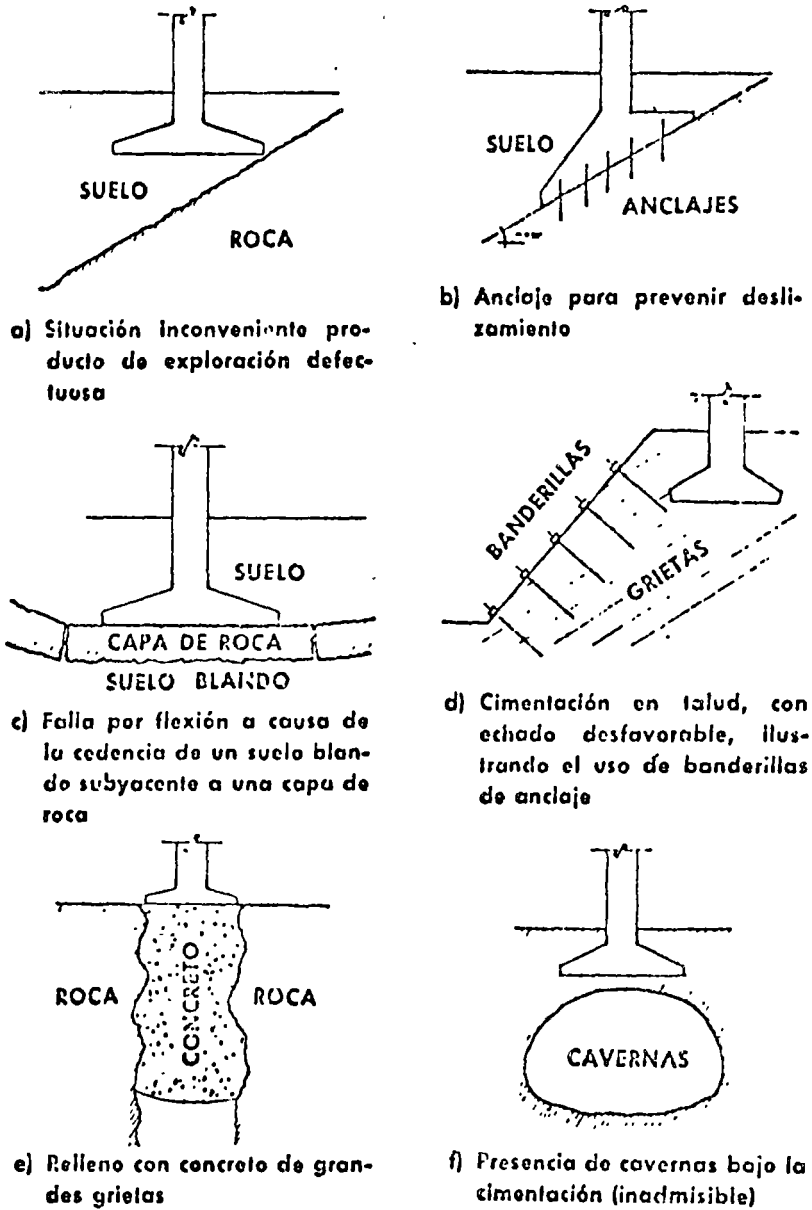 SUELO
ROCA
a) Situación inconveniente pro-
ducto de exploración defec-
tuosa
SUELO
ANCLAJES
b) Anclaje para prevenir desli-
zamiento
SUELO
CAPA DE ROCA
SUELO BLANDO
c) Falla por flexión a causa de
la cedencia de un suelo blan-
do subyacente a una capa de
roca
BANDERILLAS
GRIETAS
d) Cimentación en talud, con
echado desfavorable, ilus-
trando el uso de banderillas
de anclaje
ROCA
CONCRETO
ROCA
e) Relleno con concreto de gran-
des grietas
CAVERNAS
f) Presencia de cavernas bajo la
cimentación (inadmisible)